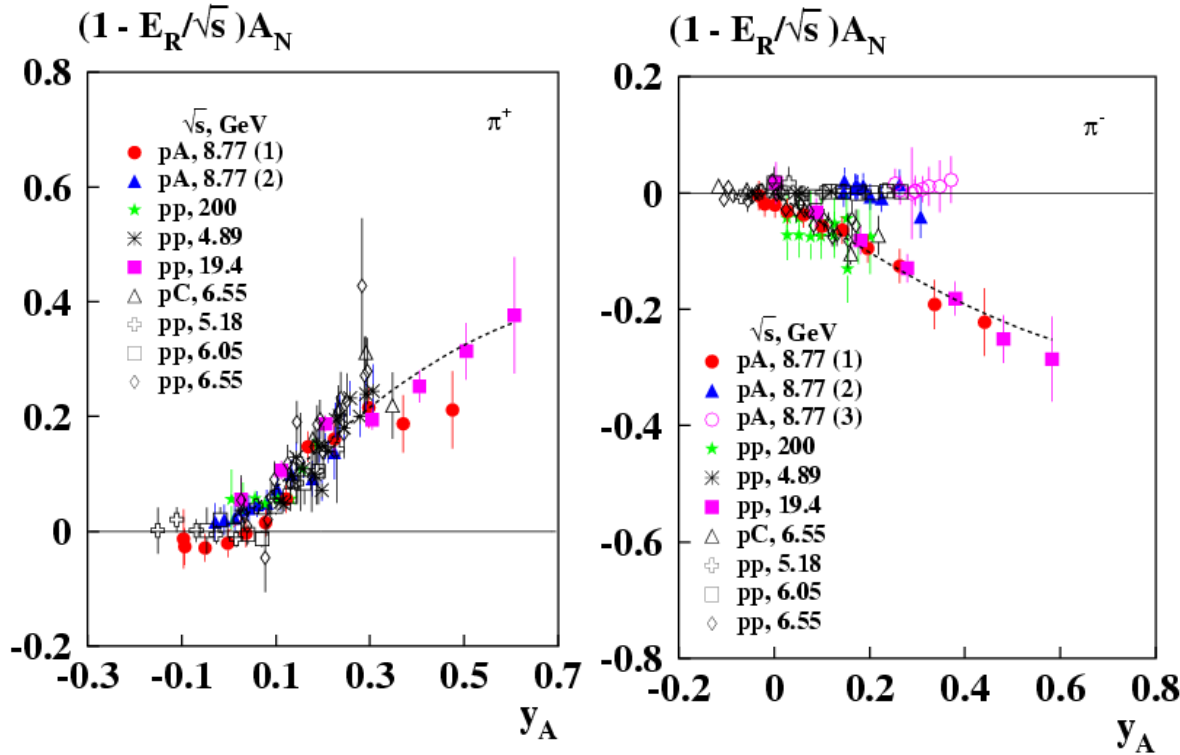 (1 - E_R/√s )A_N
0.8
0.6
0.4
0.2
0
-0.2
-0.3
-0.1
0.1
0.3
0.5
0.7
y_A
π⁺
√s, GeV
pA, 8.77 (1)
pA, 8.77 (2)
pp, 200
pp, 4.89
pp, 19.4
pC, 6.55
pp, 5.18
pp, 6.05
pp, 6.55
(1 - E_R/√s )A_N
0.2
0
-0.2
-0.4
-0.6
-0.8
-0.2
0
0.2
0.4
0.6
0.8
y_A
π⁻
√s, GeV
pA, 8.77 (1)
pA, 8.77 (2)
pA, 8.77 (3)
pp, 200
pp, 4.89
pp, 19.4
pC, 6.55
pp, 5.18
pp, 6.05
pp, 6.55